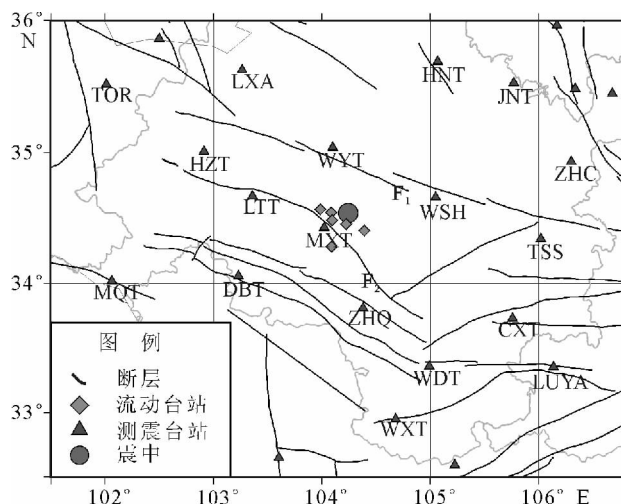 36°
N
35°
34°
33°
102°
103°
104°
105°
106° E
TOR
LXA
HNT
JNT
HZT
WYT
ZHC
LTT
F₁
WSH
MXT
TSS
MQT
DBT
F₂
ZHQ
CXT
WDT
LUYA
WXT
图 例
断层
流动台站
测震台站
震中